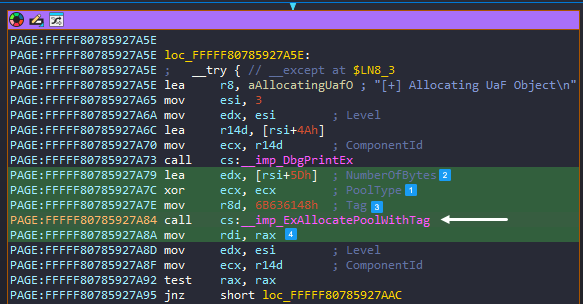 PAGE:FFFFF80785927A5E
PAGE:FFFFF80785927A5E loc_FFFFF80785927A5E:
PAGE:FFFFF80785927A5E ;   __try { // __except at $LN8_3
PAGE:FFFFF80785927A5E lea     r8, aAllocatingUafO ; "[+] Allocating UaF Object\n"
PAGE:FFFFF80785927A65 mov     esi, 3
PAGE:FFFFF80785927A6A mov     edx, esi        ; Level
PAGE:FFFFF80785927A6C lea     r14d, [rsi+4Ah]
PAGE:FFFFF80785927A70 mov     ecx, r14d       ; ComponentId
PAGE:FFFFF80785927A73 call    cs:__imp_DbgPrintEx
PAGE:FFFFF80785927A79 lea     edx, [rsi+5Dh]  ; NumberOfBytes 2
PAGE:FFFFF80785927A7C xor     ecx, ecx        ; PoolType 1
PAGE:FFFFF80785927A7E mov     r8d, 6B636148h  ; Tag 3
PAGE:FFFFF80785927A84 call    cs:__imp_ExAllocatePoolWithTag
PAGE:FFFFF80785927A8A mov     rdi, rax 4
PAGE:FFFFF80785927A8D mov     edx, esi        ; Level
PAGE:FFFFF80785927A8F mov     ecx, r14d       ; ComponentId
PAGE:FFFFF80785927A92 test    rax, rax
PAGE:FFFFF80785927A95 jnz     short loc_FFFFF80785927AAC